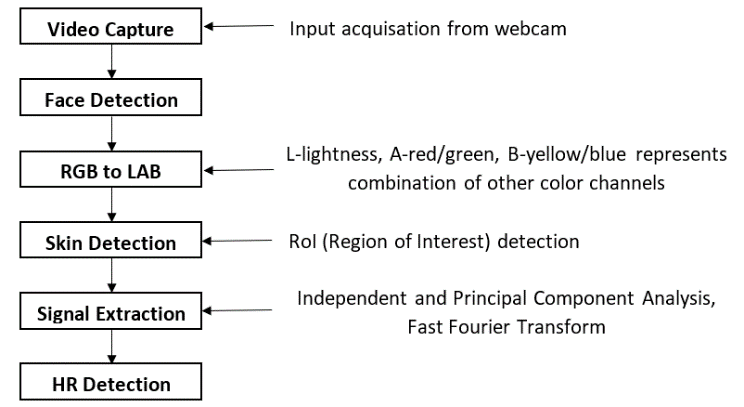 Video Capture
Input acquisation from webcam
Face Detection
RGB to LAB
L-lightness, A-red/green, B-yellow/blue represents
combination of other color channels
Skin Detection
RoI (Region of Interest) detection
Signal Extraction
Independent and Principal Component Analysis,
Fast Fourier Transform
HR Detection